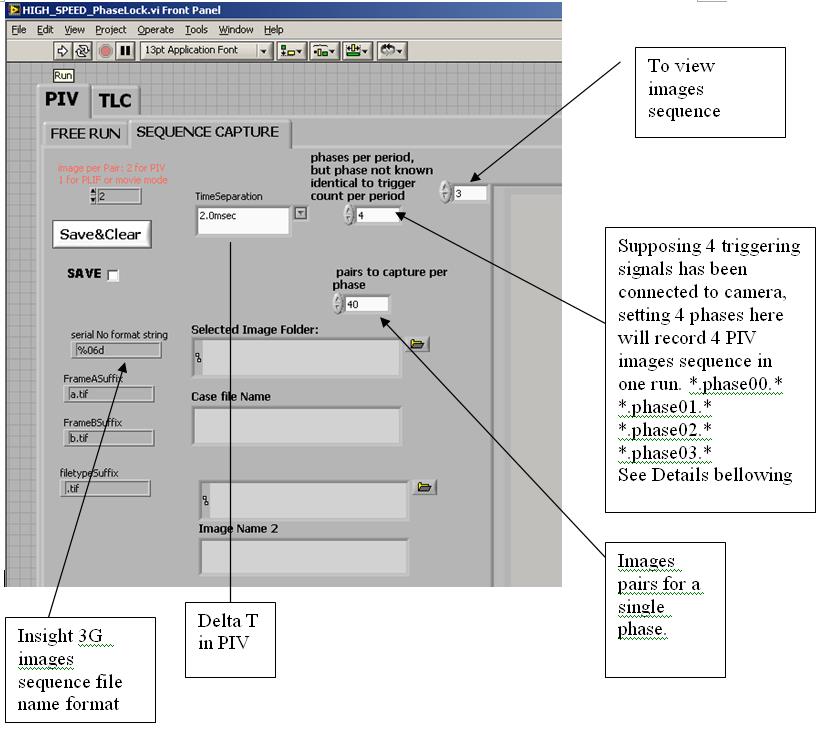 HIGH_SPEED_PhaseLock.vi Front Panel
File Edit View Project Operate Tools Window Help
13pt Application Font
Run
PIV TLC
FREE RUN SEQUENCE CAPTURE
image per Pair: 2 for PIV
1 for PLIF or movie mode
2
Save&Clear
SAVE
TimeSeparation
2.0msec
phases per period,
but phase not known
identical to trigger
count per period
4
3
pairs to capture per
phase
40
serial No format string
%06d
FrameASuffix
a.tif
FrameBSuffix
b.tif
filetypeSuffix
.tif
Selected Image Folder:
Case file Name
Image Name 2
To view
images
sequence
Supposing 4 triggering
signals has been
connected to camera,
setting 4 phases here
will record 4 PIV
images sequence in
one run. *.phase00.*
*.phase01.*
*.phase02.*
*.phase03.*
See Details bellowing
Images
pairs for a
single
phase.
Delta T
in PIV
Insight 3G
images
sequence file
name format